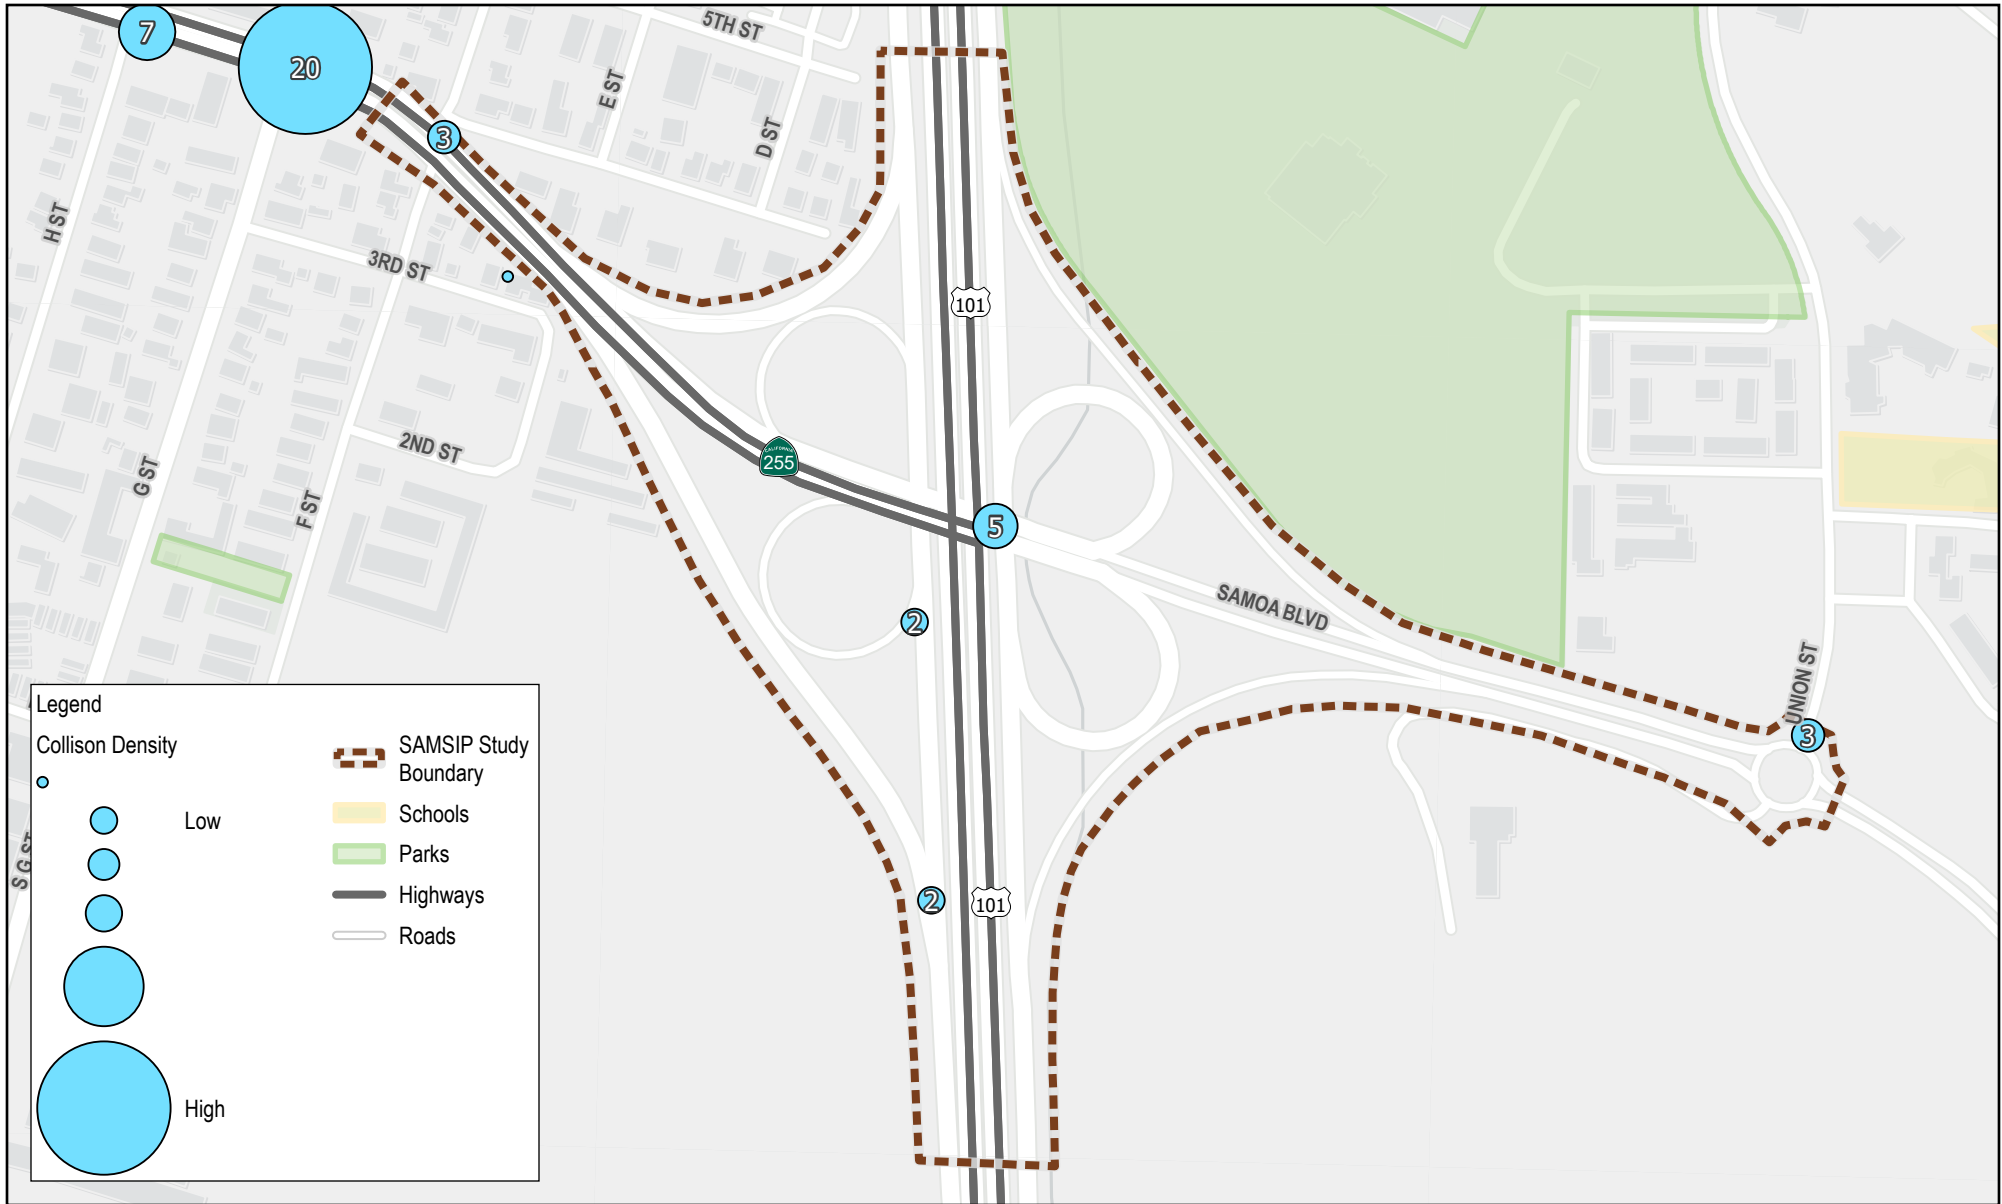 7
20
5TH ST
E ST
3
D ST
H ST
3RD ST
101
2ND ST
CALIFORNIA
255
G ST
F ST
5
2
SAMOA BLVD
UNION ST
3
2
101
S G ST
Legend
Collison Density
Low
High
SAMSIP Study
Boundary
Schools
Parks
Highways
Roads